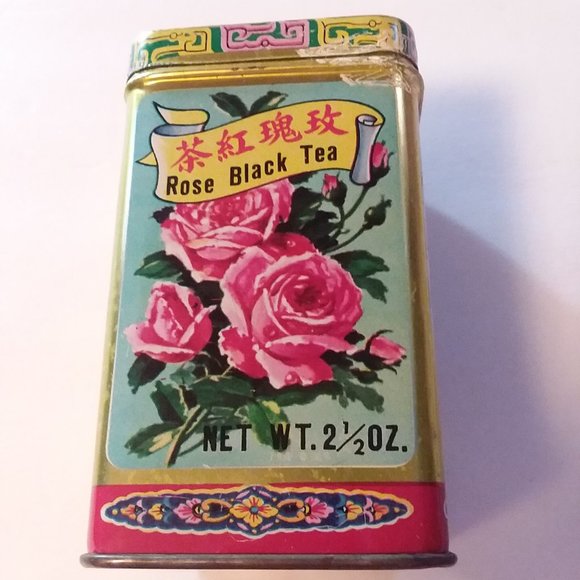 茶紅瑰玫
Rose Black Tea
NET WT. 2½OZ.